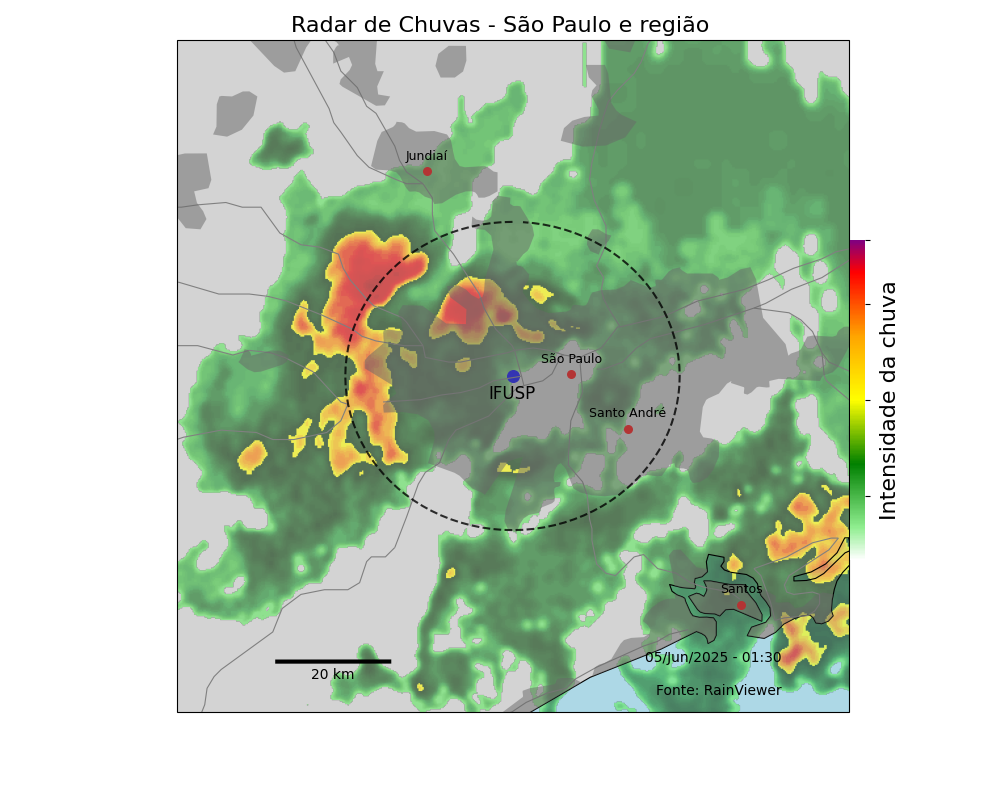 Radar de Chuvas - São Paulo e região
Jundiaí
São Paulo
IFUSP
Santo André
Intensidade da chuva
Santos
05/Jun/2025 - 01:30
20 km
Fonte: RainViewer